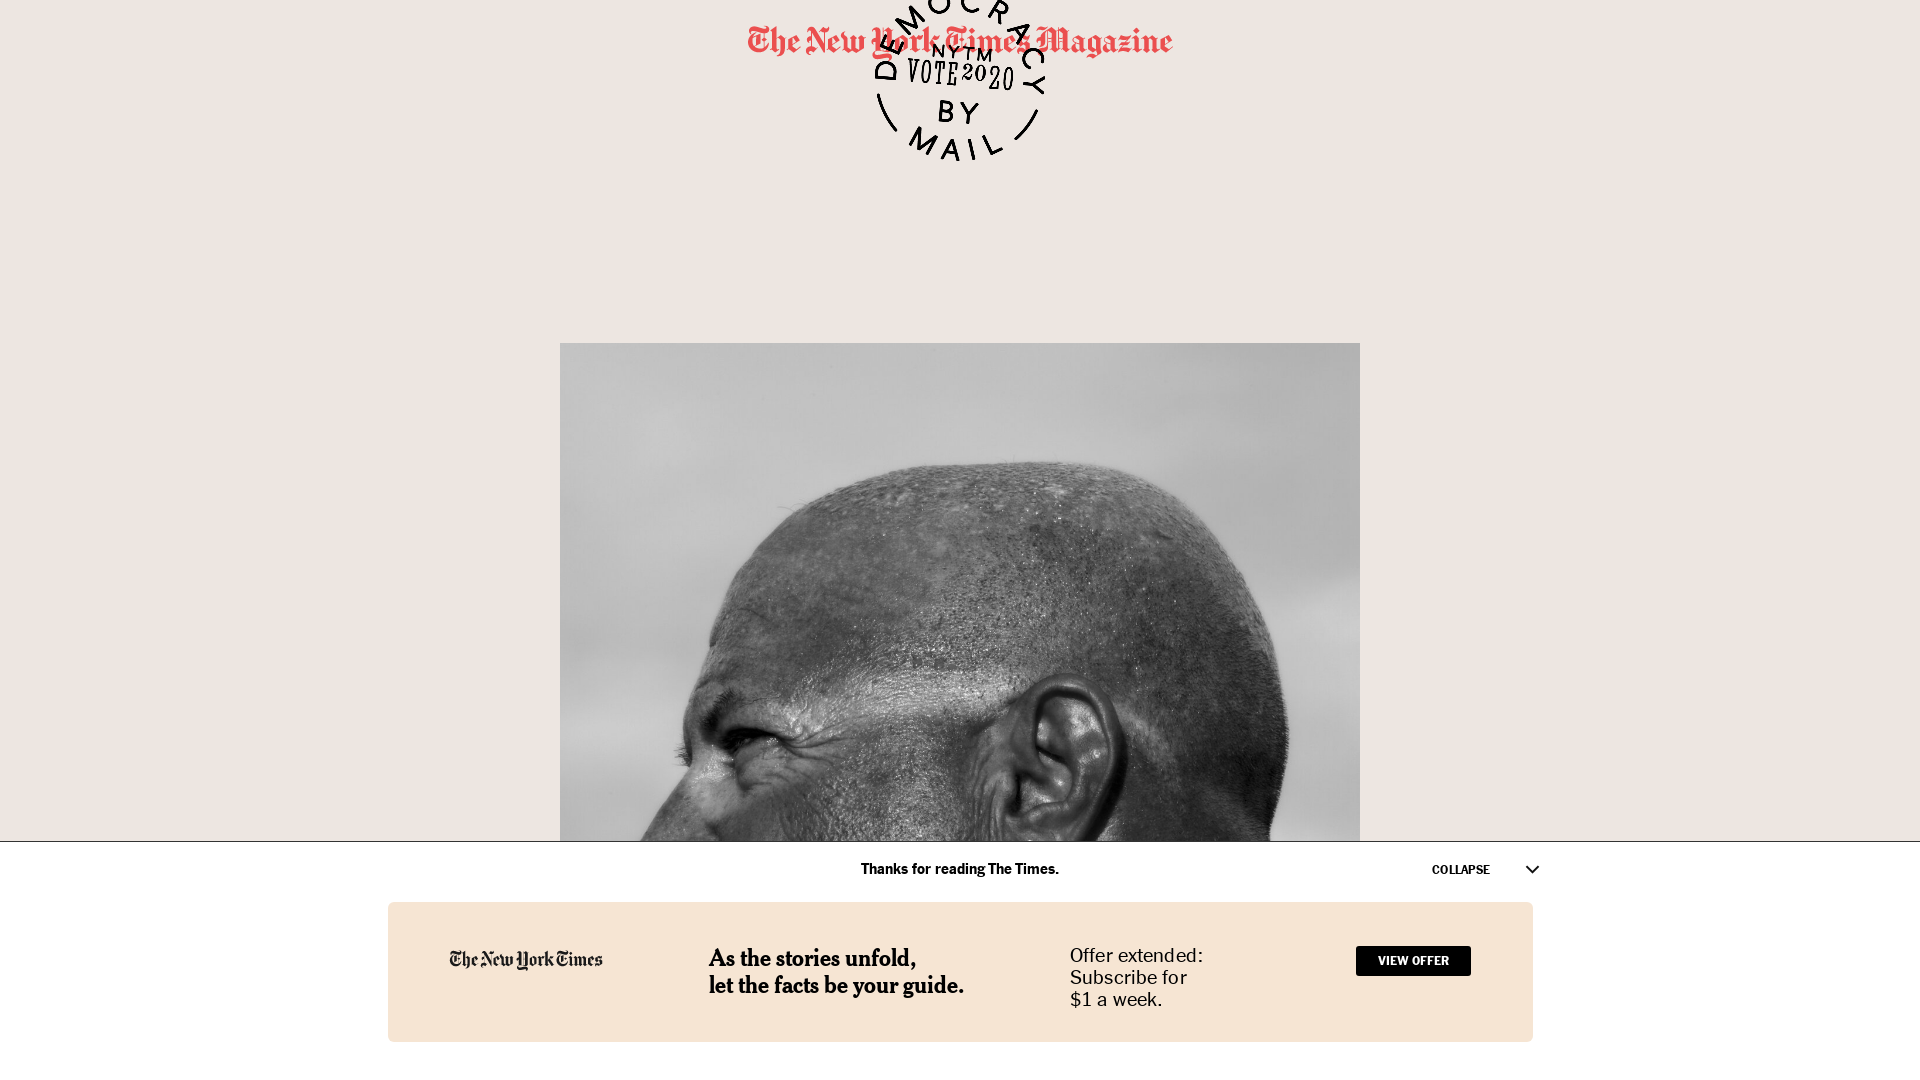 The New York Times Magazine
DEMOCRACY
NYTM
VOTE 2020
BY
MAIL
Thanks for reading The Times.
COLLAPSE
The New York Times
As the stories unfold,
let the facts be your guide.
Offer extended:
Subscribe for
$1 a week.
VIEW OFFER